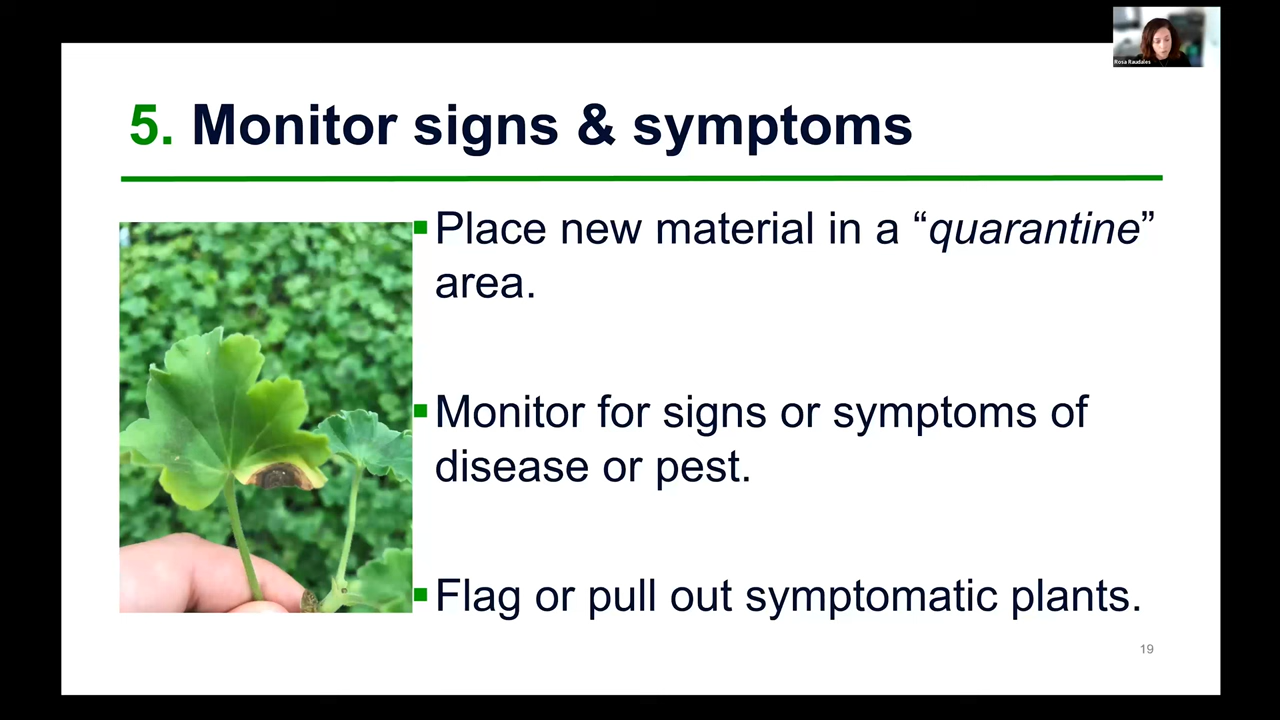 Rosa Raudales
5. Monitor signs & symptoms
Place new material in a “quarantine”
area.
Monitor for signs or symptoms of
disease or pest.
Flag or pull out symptomatic plants.
19